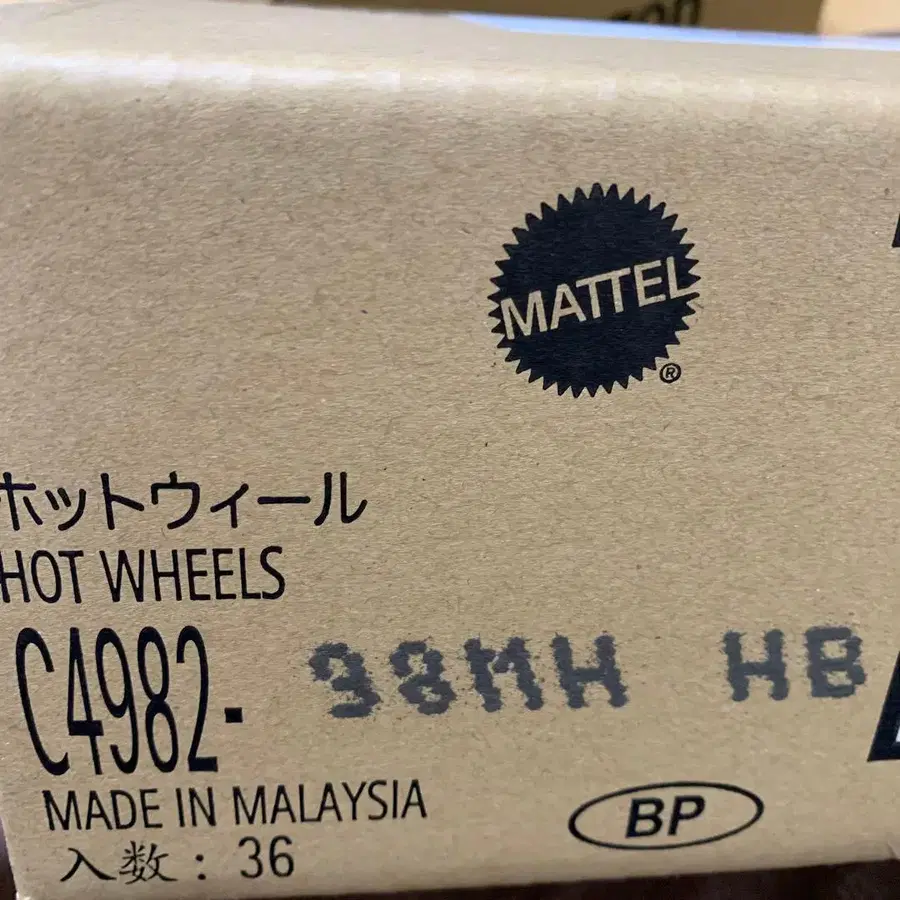 MATTEL
®
ホットウィール
HOT WHEELS
C4982- 98MH HB
MADE IN MALAYSIA
BP
入数：36